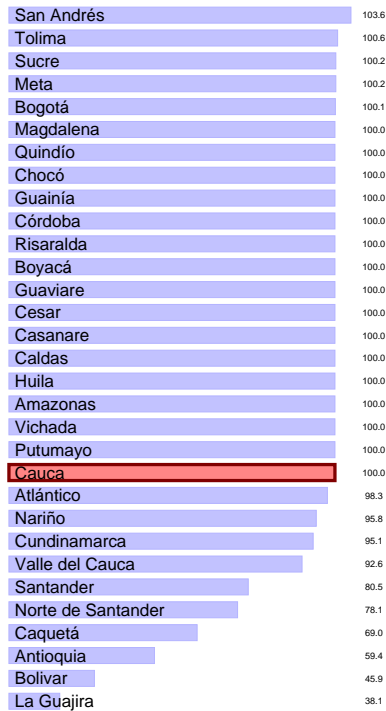 San Andrés 103.6
Tolima 100.6
Sucre 100.2
Meta 100.2
Bogotá 100.1
Magdalena 100.0
Quindío 100.0
Chocó 100.0
Guainía 100.0
Córdoba 100.0
Risaralda 100.0
Boyacá 100.0
Guaviare 100.0
Cesar 100.0
Casanare 100.0
Caldas 100.0
Huila 100.0
Amazonas 100.0
Vichada 100.0
Putumayo 100.0
Cauca 100.0
Atlántico 98.3
Nariño 95.8
Cundinamarca 95.1
Valle del Cauca 92.6
Santander 80.5
Norte de Santander 78.1
Caquetá 69.0
Antioquia 59.4
Bolivar 45.9
La Guajira 38.1